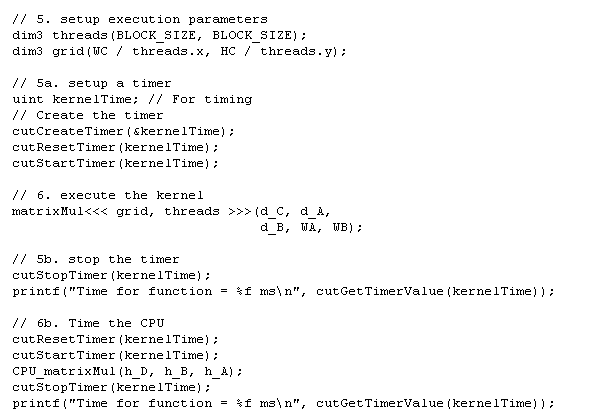 // 5. setup execution parameters
dim3 threads(BLOCK_SIZE, BLOCK_SIZE);
dim3 grid(WC / threads.x, HC / threads.y);
// 5a. setup a timer
uint kernelTime; // For timing
// Create the timer
cutCreateTimer(&kernelTime);
cutResetTimer(kernelTime);
cutStartTimer(kernelTime);
// 6. execute the kernel
matrixMul<<< grid, threads >>>(d_C, d_A,
d_B, WA, WB);
// 5b. stop the timer
cutStopTimer(kernelTime);
printf("Time for function = %f ms\n", cutGetTimerValue(kernelTime));
// 6b. Time the CPU
cutResetTimer(kernelTime);
cutStartTimer(kernelTime);
CPU_matrixMul(h_D, h_B, h_A);
cutStopTimer(kernelTime);
printf("Time for function = %f ms\n", cutGetTimerValue(kernelTime));